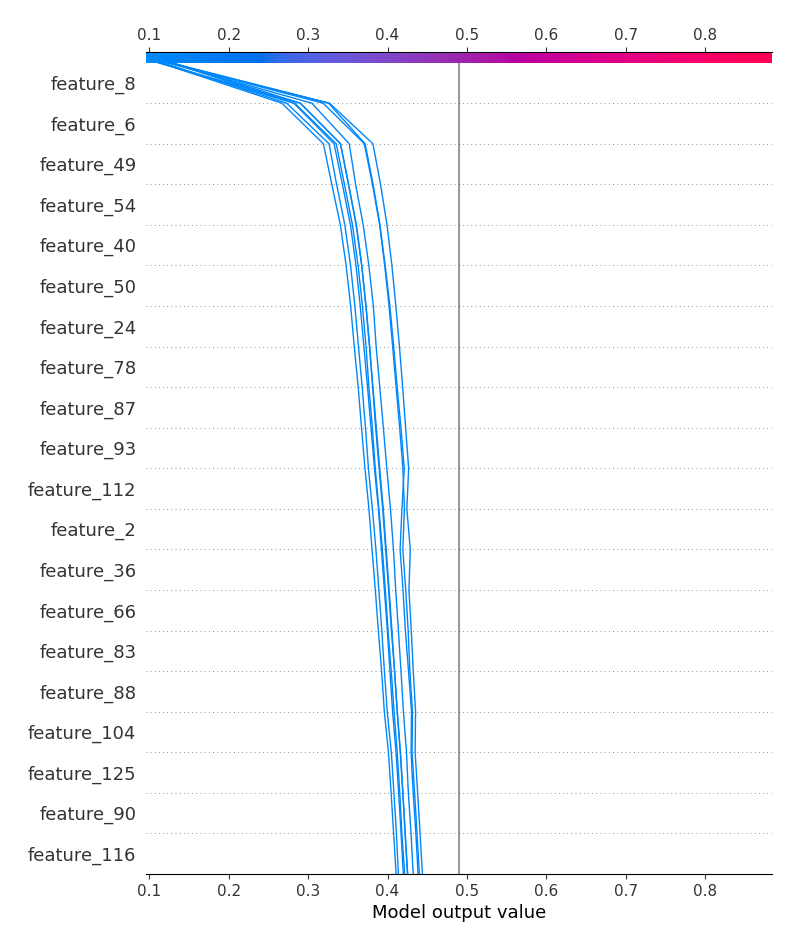 0.1 0.2 0.3 0.4 0.5 0.6 0.7 0.8
feature_8
feature_6
feature_49
feature_54
feature_40
feature_50
feature_24
feature_78
feature_87
feature_93
feature_112
feature_2
feature_36
feature_66
feature_83
feature_88
feature_104
feature_125
feature_90
feature_116
0.1 0.2 0.3 0.4 0.5 0.6 0.7 0.8
Model output value